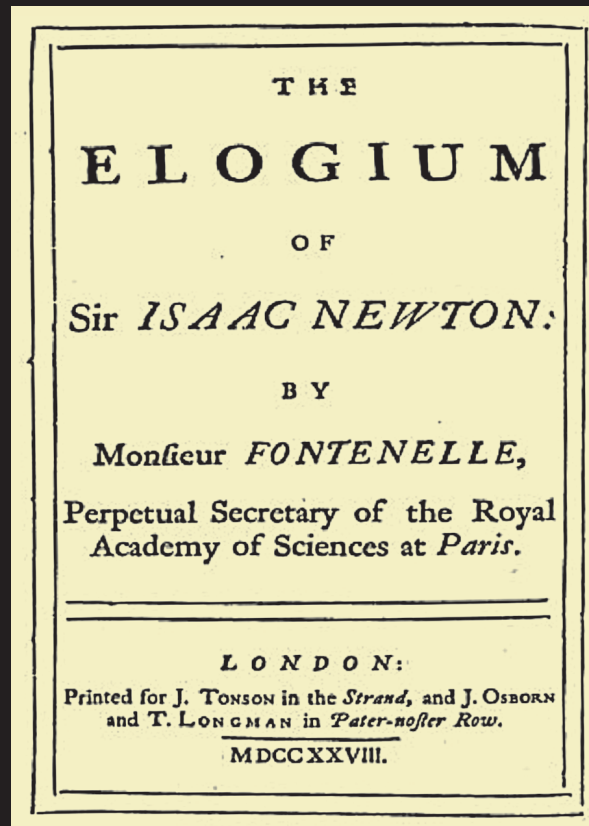 THE
ELOGIUM
OF
Sir ISAAC NEWTON:
BY
Monſieur FONTENELLE,
Perpetual Secretary of the Royal
Academy of Sciences at Paris.
LONDON:
Printed for J. TONSON in the Strand, and J. OSBORN
and T. LONGMAN in Pater-noſter Row.
MDCCXXVIII.